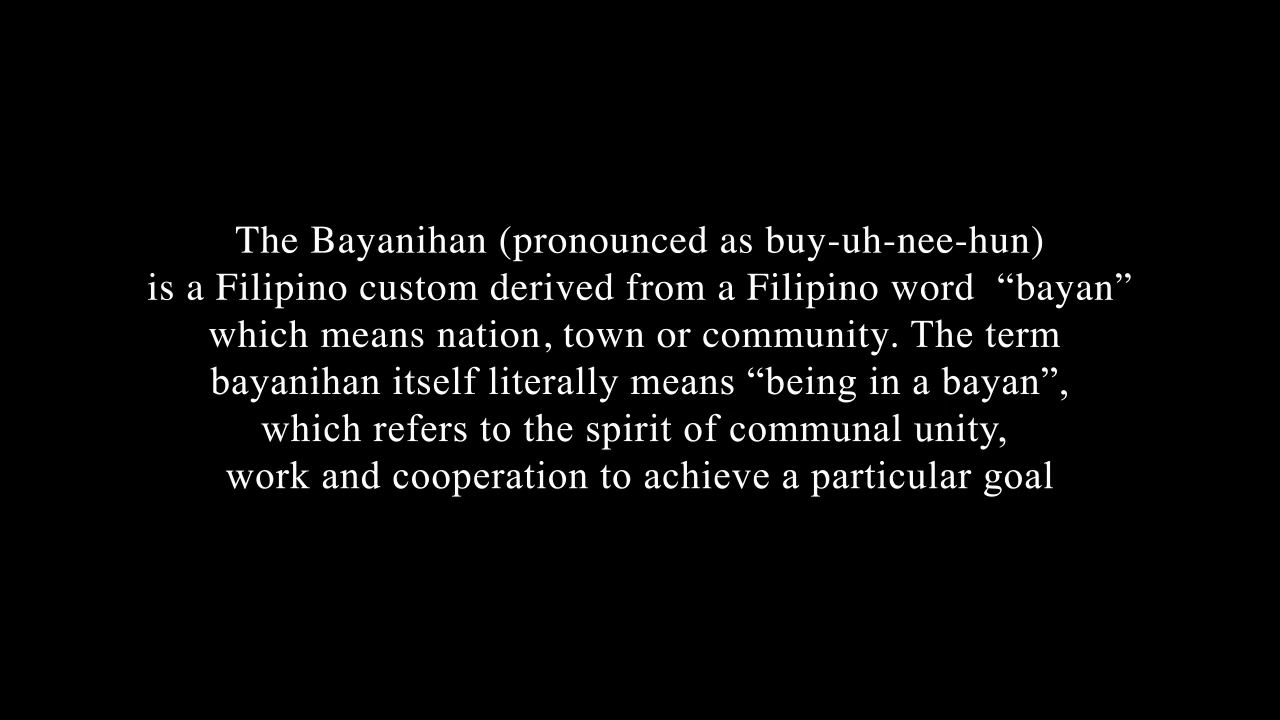 The Bayanihan (pronounced as buy-uh-nee-hun)
is a Filipino custom derived from a Filipino word  “bayan”
which means nation, town or community. The term
bayanihan itself literally means “being in a bayan”,
which refers to the spirit of communal unity,
work and cooperation to achieve a particular goal